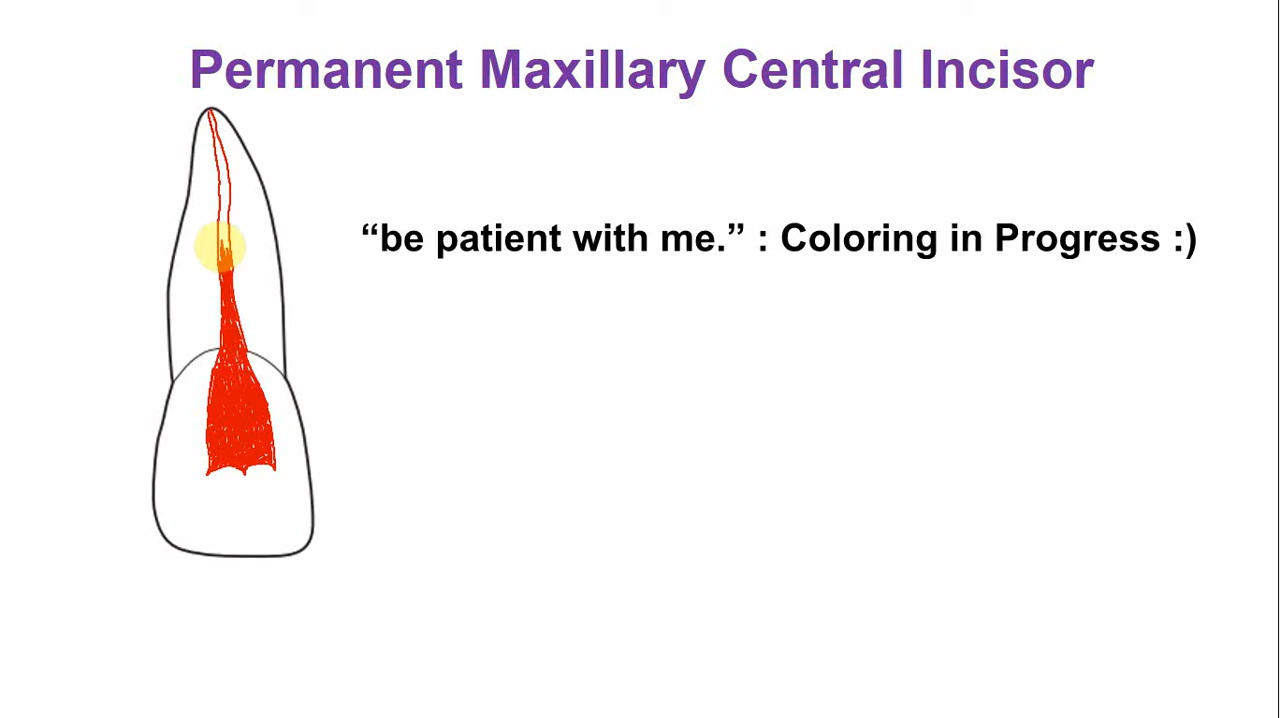 Permanent Maxillary Central Incisor
“be patient with me.” : Coloring in Progress :)